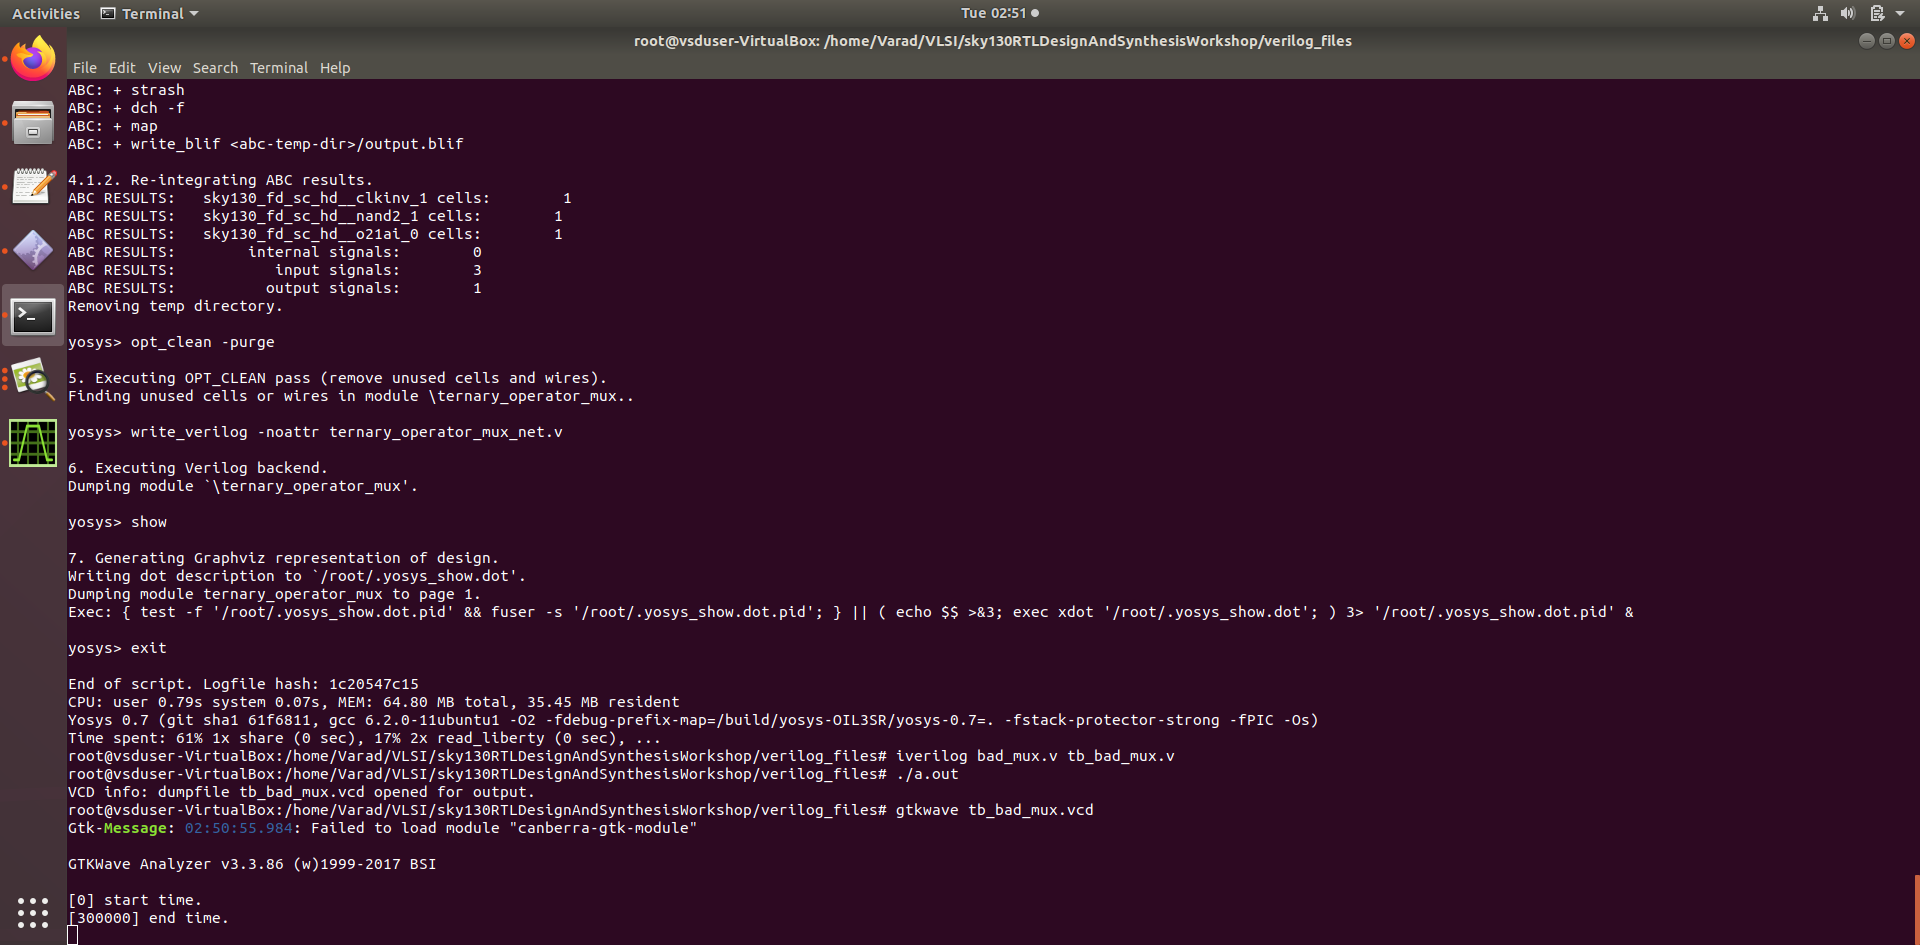 Activities Terminal Tue 02:51
root@vsduser-VirtualBox: /home/Varad/VLSI/sky130RTLDesignAndSynthesisWorkshop/verilog_files
File Edit View Search Terminal Help
ABC: + strash
ABC: + dch -f
ABC: + map
ABC: + write_blif <abc-temp-dir>/output.blif
4.1.2. Re-integrating ABC results.
ABC RESULTS:   sky130_fd_sc_hd__clkinv_1 cells:        1
ABC RESULTS:   sky130_fd_sc_hd__nand2_1 cells:        1
ABC RESULTS:   sky130_fd_sc_hd__o21ai_0 cells:        1
ABC RESULTS:        internal signals:        0
ABC RESULTS:           input signals:        3
ABC RESULTS:          output signals:        1
Removing temp directory.
yosys> opt_clean -purge
5. Executing OPT_CLEAN pass (remove unused cells and wires).
Finding unused cells or wires in module \ternary_operator_mux..
yosys> write_verilog -noattr ternary_operator_mux_net.v
6. Executing Verilog backend.
Dumping module `\ternary_operator_mux'.
yosys> show
7. Generating Graphviz representation of design.
Writing dot description to `/root/.yosys_show.dot'.
Dumping module ternary_operator_mux to page 1.
Exec: { test -f '/root/.yosys_show.dot.pid' && fuser -s '/root/.yosys_show.dot.pid'; } || ( echo $$ >&3; exec xdot '/root/.yosys_show.dot'; ) 3> '/root/.yosys_show.dot.pid' &
yosys> exit
End of script. Logfile hash: 1c20547c15
CPU: user 0.79s system 0.07s, MEM: 64.80 MB total, 35.45 MB resident
Yosys 0.7 (git sha1 61f6811, gcc 6.2.0-11ubuntu1 -O2 -fdebug-prefix-map=/build/yosys-OIL3SR/yosys-0.7=. -fstack-protector-strong -fPIC -Os)
Time spent: 61% 1x share (0 sec), 17% 2x read_liberty (0 sec), ...
root@vsduser-VirtualBox:/home/Varad/VLSI/sky130RTLDesignAndSynthesisWorkshop/verilog_files# iverilog bad_mux.v tb_bad_mux.v
root@vsduser-VirtualBox:/home/Varad/VLSI/sky130RTLDesignAndSynthesisWorkshop/verilog_files# ./a.out
VCD info: dumpfile tb_bad_mux.vcd opened for output.
root@vsduser-VirtualBox:/home/Varad/VLSI/sky130RTLDesignAndSynthesisWorkshop/verilog_files# gtkwave tb_bad_mux.vcd
Gtk-Message: 02:50:55.984: Failed to load module "canberra-gtk-module"
GTKWave Analyzer v3.3.86 (w)1999-2017 BSI
[0] start time.
[300000] end time.